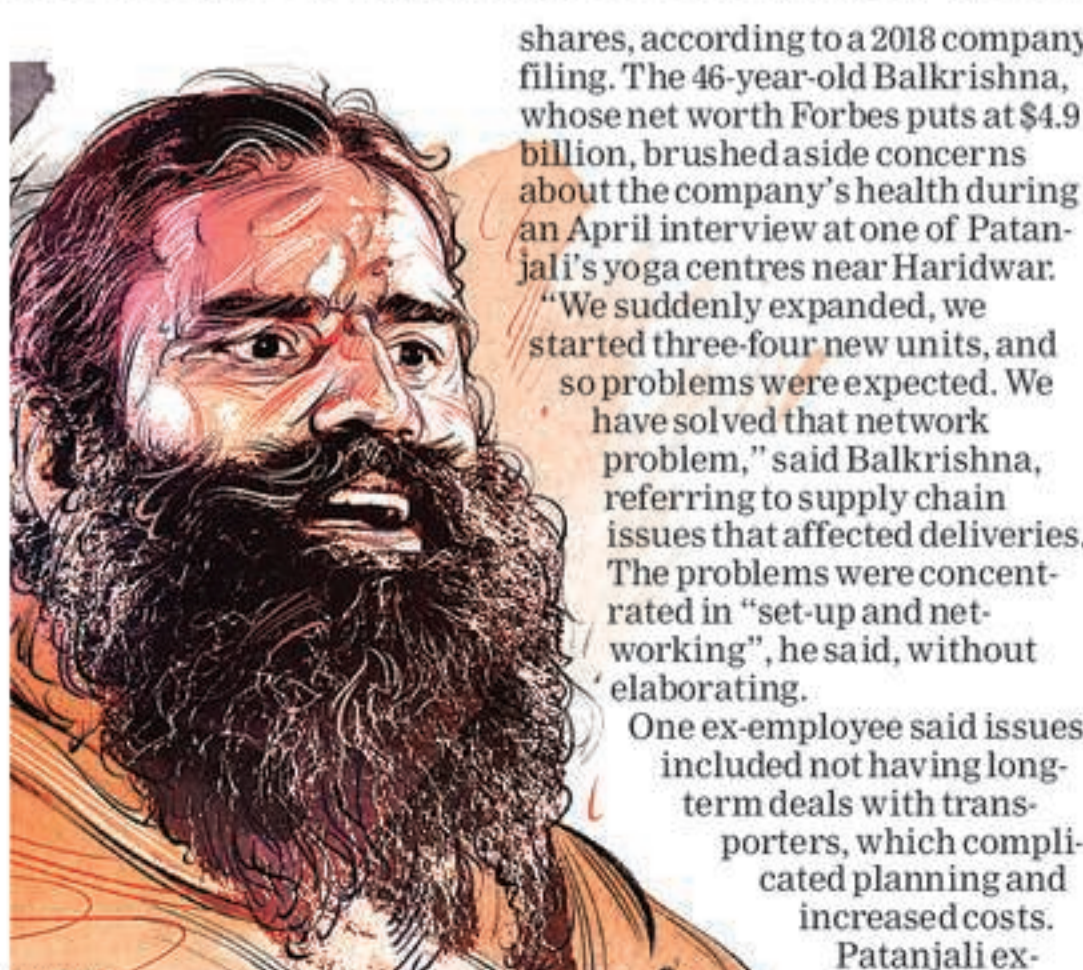 shares, according to a 2018 company
filing. The 46-year-old Balkrishna,
whose net worth Forbes puts at $4.9
billion, brushed aside concerns
about the company's health during
an April interview at one of Patan-
jali's yoga centres near Haridwar.
"We suddenly expanded, we
started three-four new units, and
so problems were expected. We
have solved that network
problem," said Balkrishna,
referring to supply chain
issues that affected deliveries.
The problems were concent-
rated in "set-up and net-
working", he said, without
elaborating.
One ex-employee said issues
included not having long-
term deals with trans-
porters, which compli-
cated planning and
increased costs.
Patanjali ex-